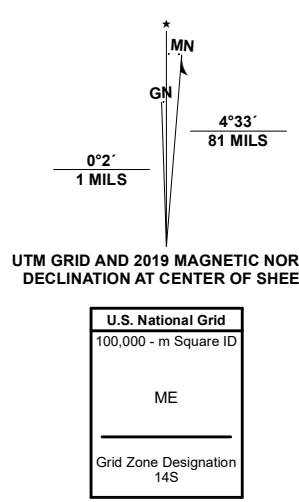 ★
MN
GN
4°33´
81 MILS
0°2´
1 MILS
UTM GRID AND 2019 MAGNETIC NOR
DECLINATION AT CENTER OF SHEE
U.S. National Grid
100,000 - m Square ID
ME
Grid Zone Designation
14S